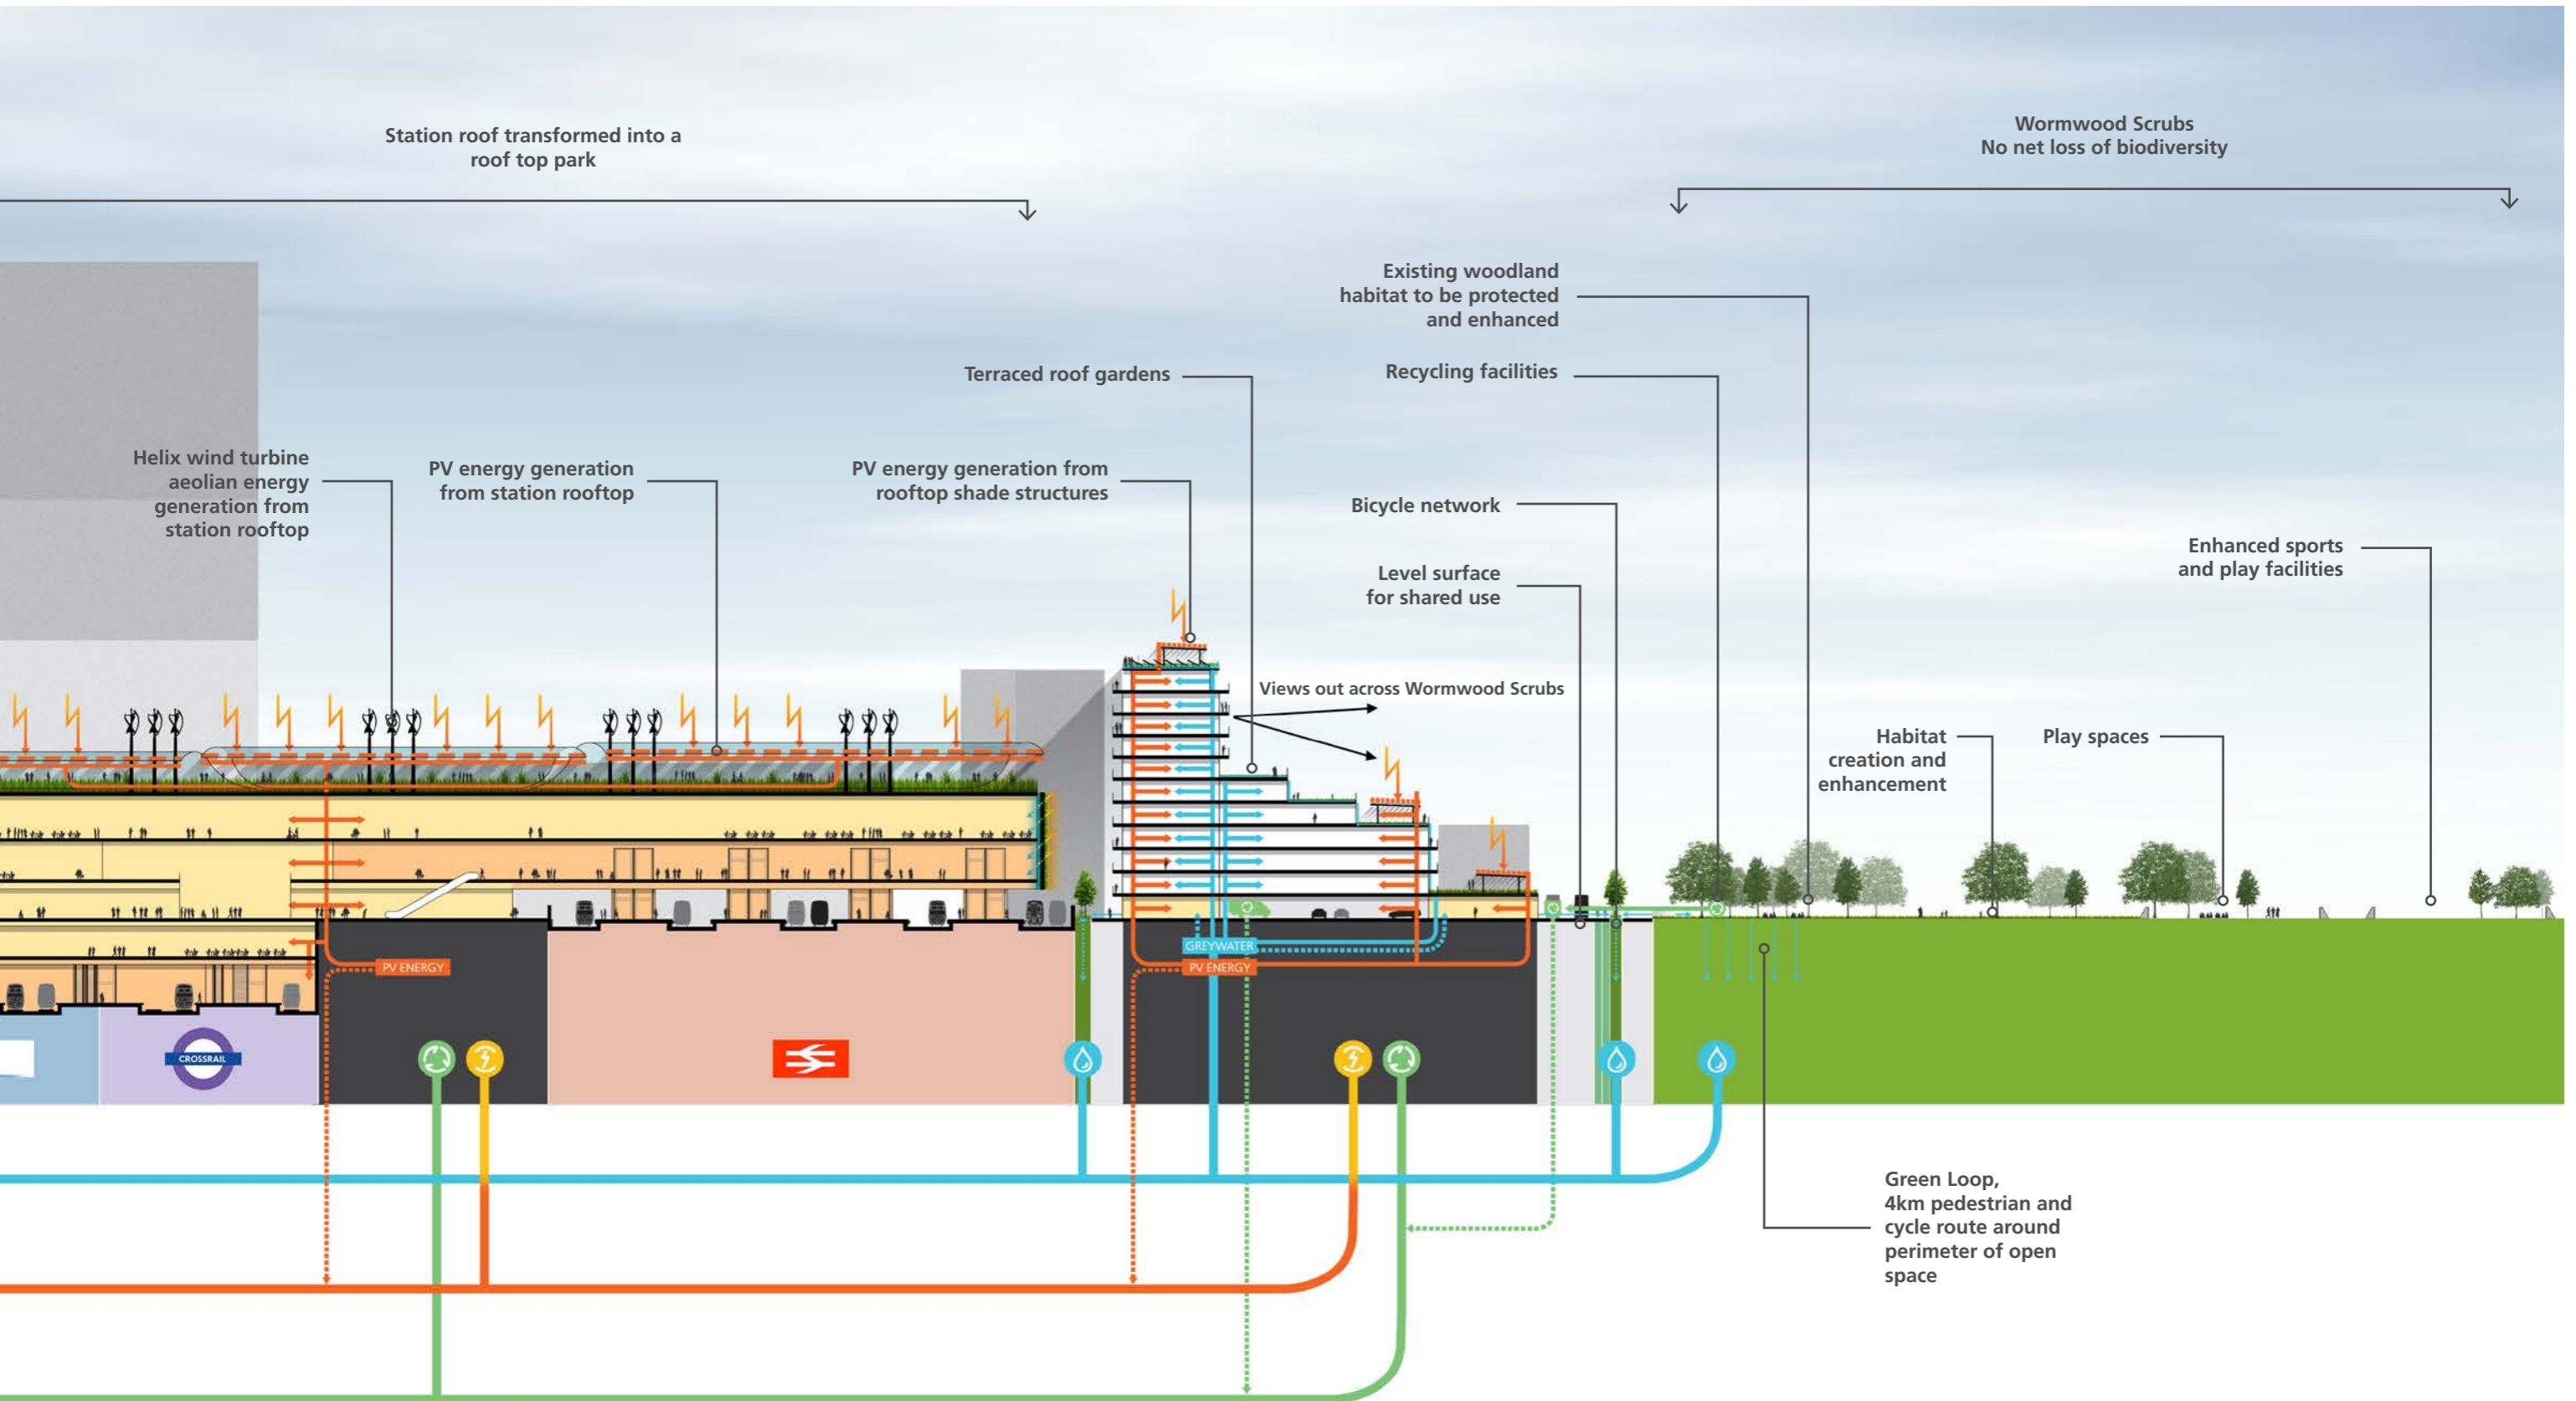 Station roof transformed into a
roof top park
Wormwood Scrubs
No net loss of biodiversity
Existing woodland
habitat to be protected
and enhanced
Terraced roof gardens
Recycling facilities
Helix wind turbine
aeolian energy
generation from
station rooftop
PV energy generation
from station rooftop
PV energy generation from
rooftop shade structures
Bicycle network
Level surface
for shared use
Enhanced sports
and play facilities
Views out across Wormwood Scrubs
Habitat
creation and
enhancement
Play spaces
GREYWATER
PV ENERGY
PV ENERGY
CROSSRAIL
Green Loop,
4km pedestrian and
cycle route around
perimeter of open
space